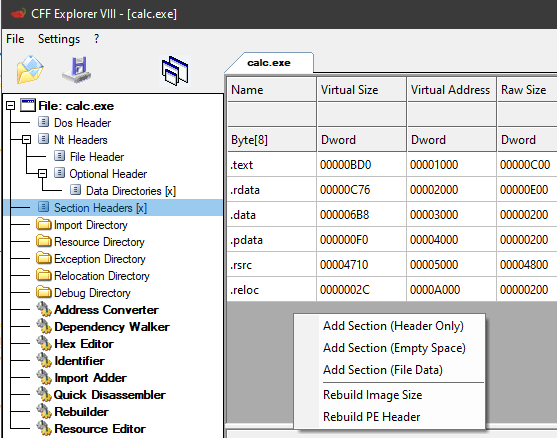 CFF Explorer VIII - [calc.exe]
File Settings ?
calc.exe
File: calc.exe
Dos Header
Nt Headers
File Header
Optional Header
Data Directories [x]
Section Headers [x]
Import Directory
Resource Directory
Exception Directory
Relocation Directory
Debug Directory
Address Converter
Dependency Walker
Hex Editor
Identifier
Import Adder
Quick Disassembler
Rebuilder
Resource Editor
Name Virtual Size Virtual Address Raw Size
Byte[8] Dword Dword Dword
.text 00000BD0 00001000 00000C00
.rdata 00000C76 00002000 00000E00
.data 000006B8 00003000 00000200
.pdata 000000F0 00004000 00000200
.rsrc 00004710 00005000 00004800
.reloc 0000002C 0000A000 00000200
Add Section (Header Only)
Add Section (Empty Space)
Add Section (File Data)
Rebuild Image Size
Rebuild PE Header